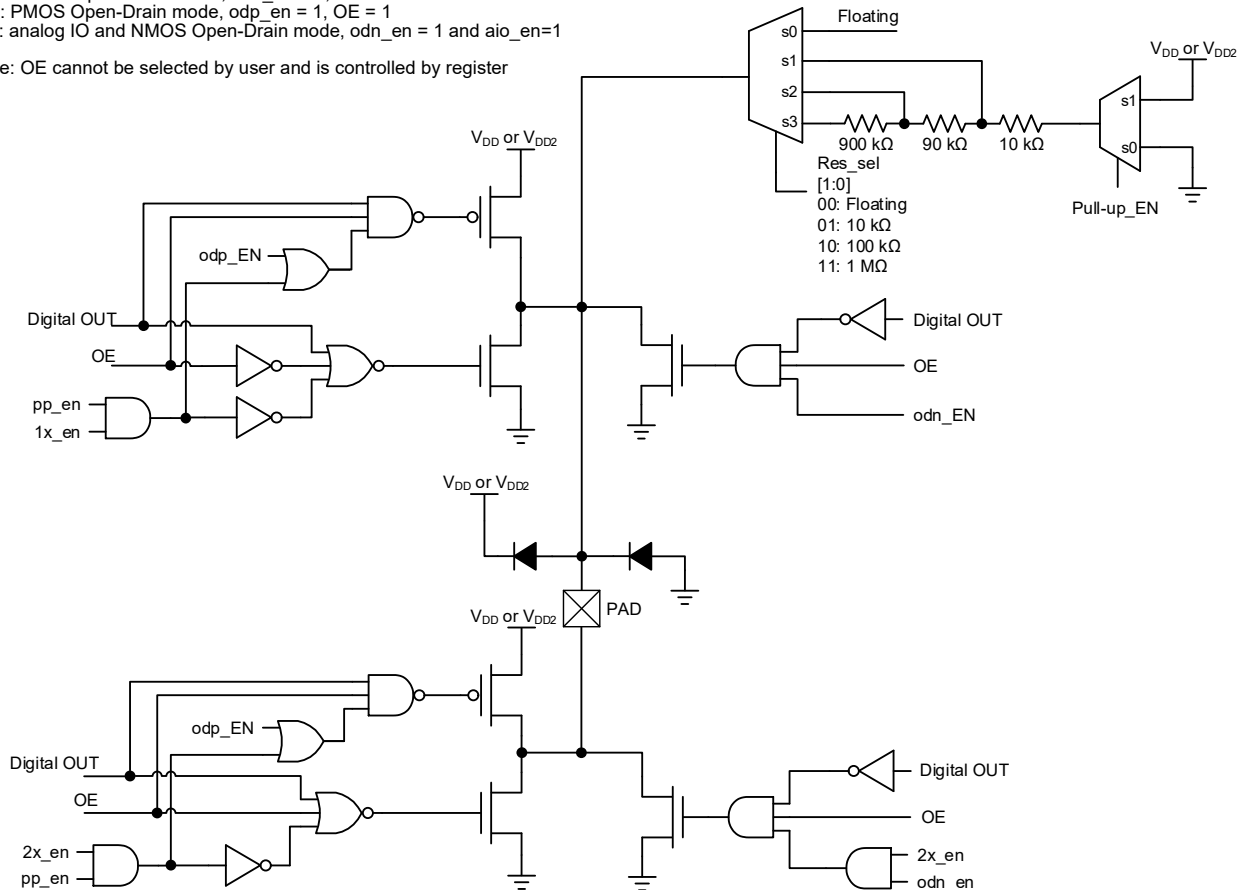 : PMOS Open-Drain mode, odp_en = 1, OE = 1
: analog IO and NMOS Open-Drain mode, odn_en = 1 and aio_en=1
e: OE cannot be selected by user and is controlled by register
Floating
s0
s1
s2
s3
900 kΩ
90 kΩ
10 kΩ
VDD or VDD2
s1
s0
Pull-up_EN
Res_sel
[1:0]
00: Floating
01: 10 kΩ
10: 100 kΩ
11: 1 MΩ
VDD or VDD2
odp_EN
Digital OUT
OE
pp_en
1x_en
Digital OUT
OE
odn_EN
VDD or VDD2
PAD
VDD or VDD2
odp_EN
Digital OUT
OE
2x_en
pp_en
Digital OUT
OE
2x_en
odn_en